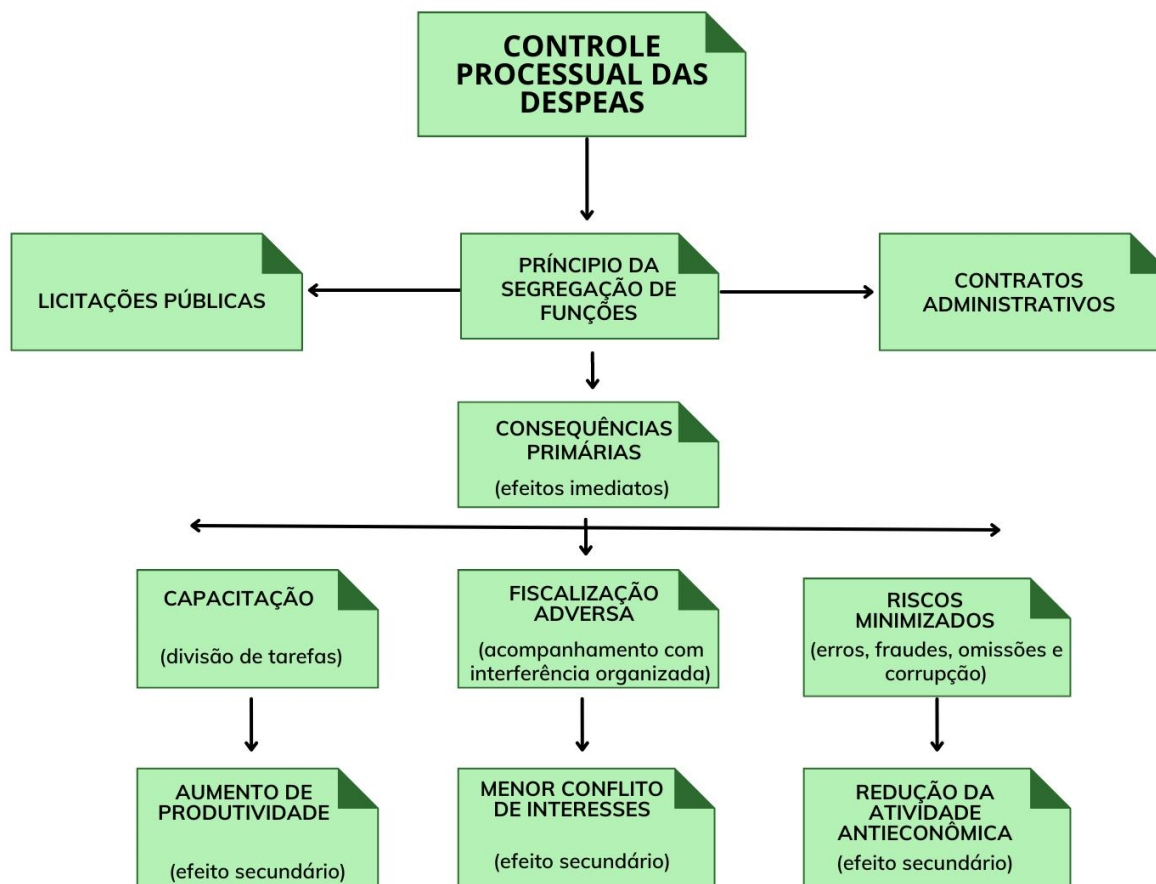 CONTROLE
PROCESSUAL DAS
DESPEAS
LICITAÇÕES PÚBLICAS
PRÍNCIPIO DA
SEGREGAÇÃO DE
FUNÇÕES
CONTRATOS
ADMINISTRATIVOS
CONSEQUÊNCIAS
PRIMÁRIAS
(efeitos imediatos)
CAPACITAÇÃO
(divisão de tarefas)
FISCALIZAÇÃO
ADVERSA
(acompanhamento com
interferência organizada)
RISCOS
MINIMIZADOS
(erros, fraudes, omissões e
corrupção)
AUMENTO DE
PRODUTIVIDADE
(efeito secundário)
MENOR CONFLITO
DE INTERESSES
(efeito secundário)
REDUÇÃO DA
ATIVIDADE
ANTIECONÔMICA
(efeito secundário)